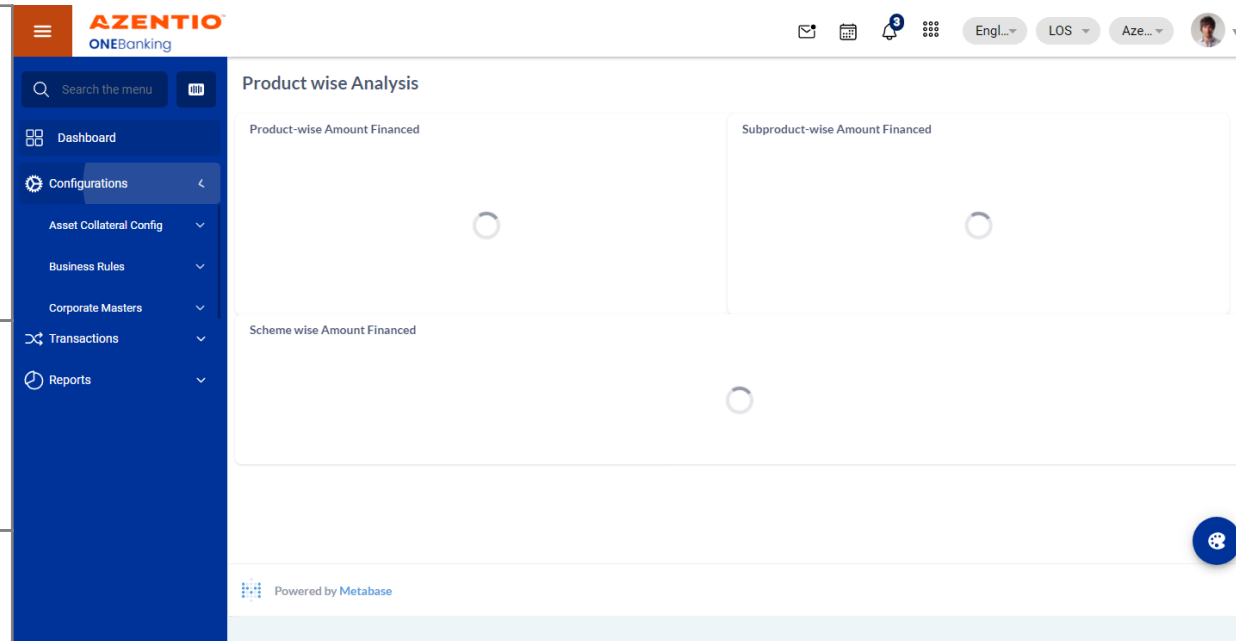 AZENTIO
ONEBanking
3
Engl...
LOS
Aze...
Search the menu
Dashboard
Configurations
Asset Collateral Config
Business Rules
Corporate Masters
Transactions
Reports
Product wise Analysis
Product-wise Amount Financed
Subproduct-wise Amount Financed
Scheme wise Amount Financed
Powered by Metabase